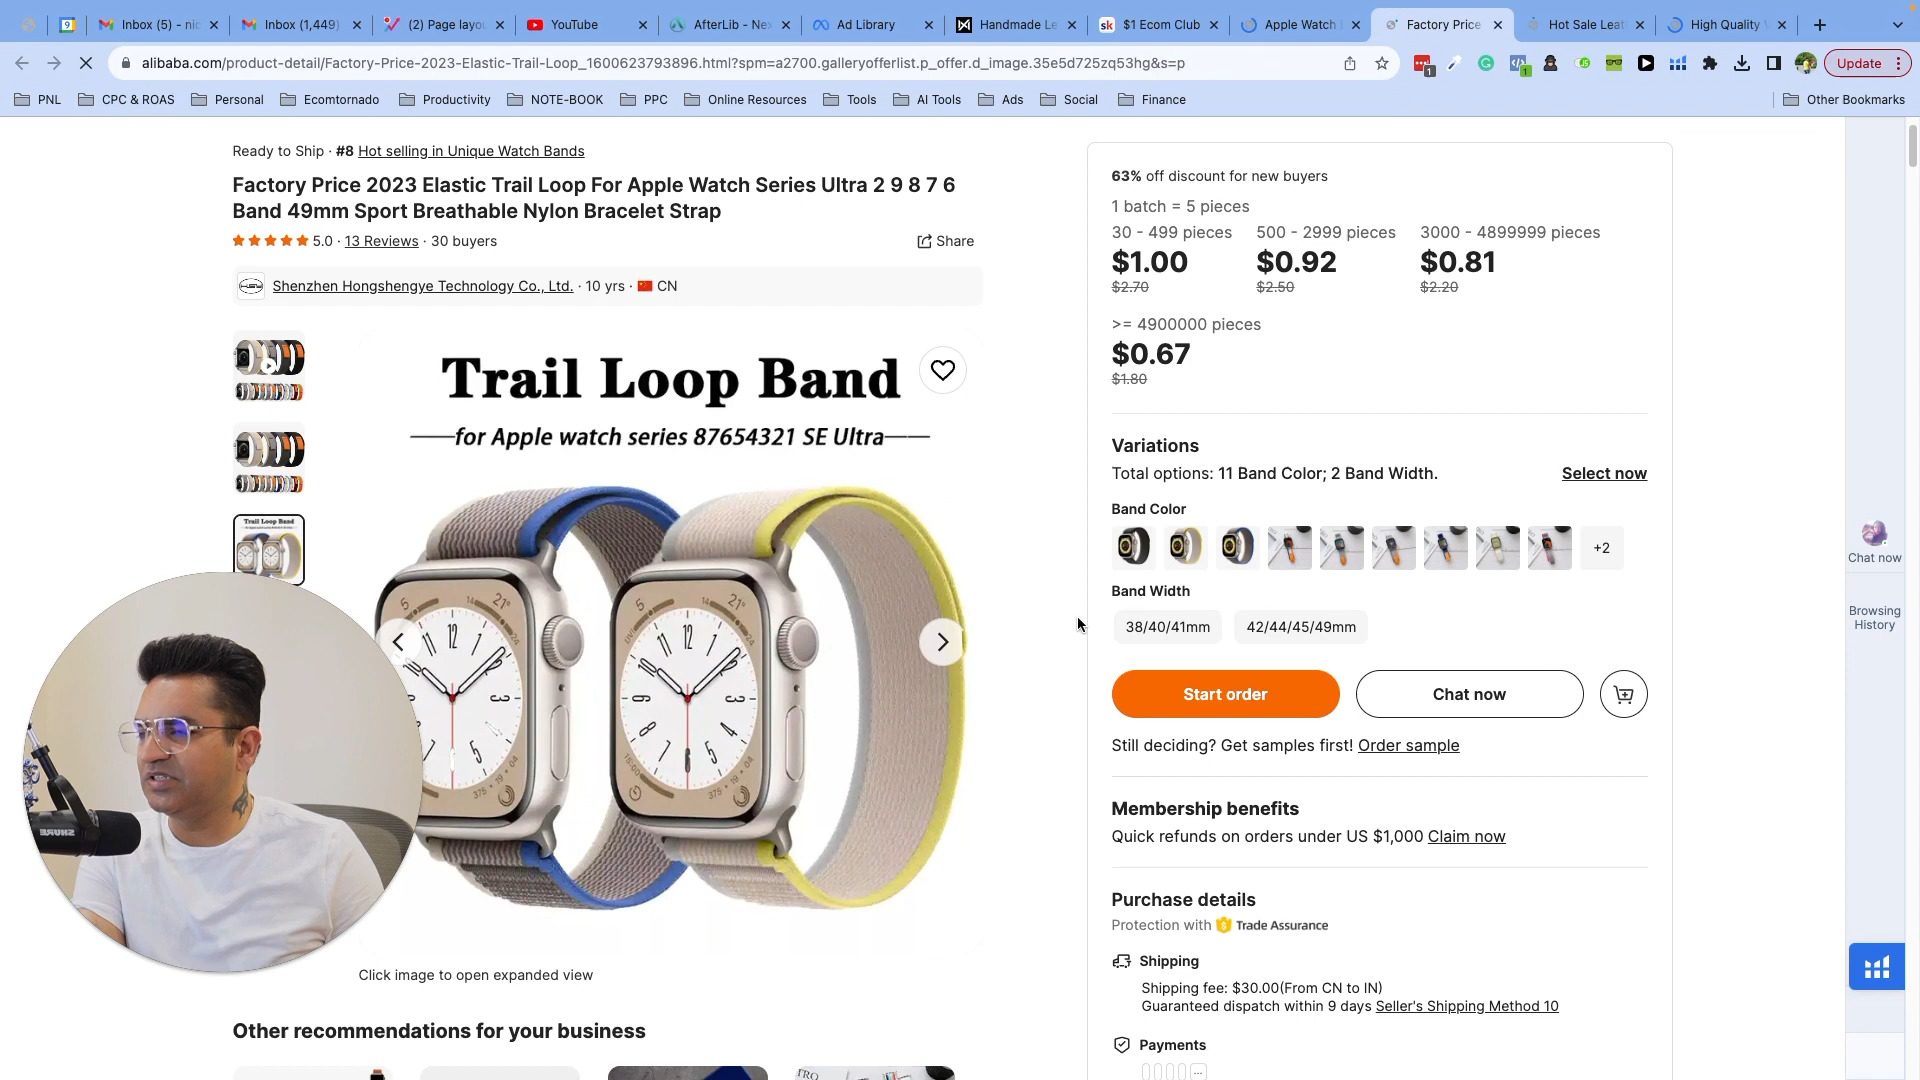 Inbox (5) - nic
Inbox (1,449)
(2) Page layou
YouTube
AfterLib - Nex
Ad Library
Handmade Le
$1 Ecom Club
Apple Watch
Factory Price
Hot Sale Leat
High Quality
alibaba.com/product-detail/Factory-Price-2023-Elastic-Trail-Loop_1600623793896.html?spm=a2700.galleryofferlist.p_offer.d_image.35e5d725zq53hg&s=p
Update
PNL
CPC & ROAS
Personal
Ecomtornado
Productivity
NOTE-BOOK
PPC
Online Resources
Tools
AI Tools
Ads
Social
Finance
Other Bookmarks
Ready to Ship · #8 Hot selling in Unique Watch Bands
Factory Price 2023 Elastic Trail Loop For Apple Watch Series Ultra 2 9 8 7 6
Band 49mm Sport Breathable Nylon Bracelet Strap
5.0 · 13 Reviews · 30 buyers
Share
Shenzhen Hongshengye Technology Co., Ltd. · 10 yrs · CN
Trail Loop Band
for Apple watch series 87654321 SE Ultra
Click image to open expanded view
Other recommendations for your business
63% off discount for new buyers
1 batch = 5 pieces
30 - 499 pieces
500 - 2999 pieces
3000 - 4899999 pieces
$1.00
$0.92
$0.81
$2.70
$2.50
$2.20
>= 4900000 pieces
$0.67
$1.80
Variations
Total options: 11 Band Color; 2 Band Width.
Select now
Band Color
+2
Band Width
38/40/41mm
42/44/45/49mm
Start order
Chat now
Still deciding? Get samples first! Order sample
Membership benefits
Quick refunds on orders under US $1,000 Claim now
Purchase details
Protection with Trade Assurance
Shipping
Shipping fee: $30.00(From CN to IN)
Guaranteed dispatch within 9 days Seller's Shipping Method 10
Payments
Chat now
Browsing
History
SHURE